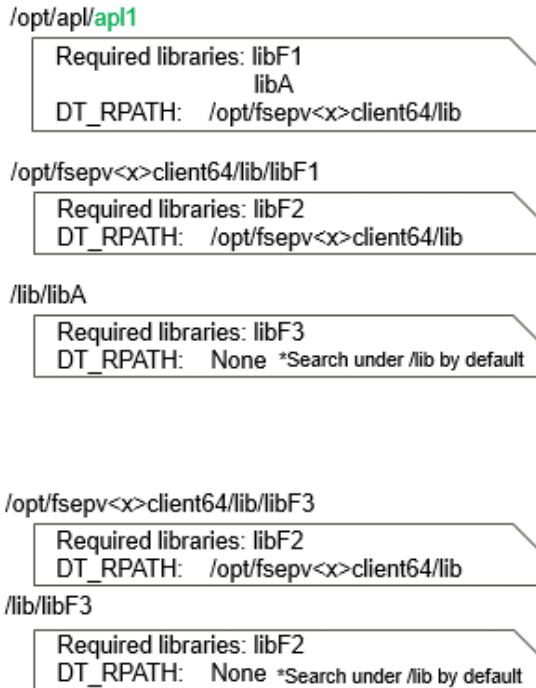 /opt/apl/apl1
Required libraries: libF1
libA
DT_RPATH: /opt/fsepv<x>client64/lib
/opt/fsepv<x>client64/lib/libF1
Required libraries: libF2
DT_RPATH: /opt/fsepv<x>client64/lib
/lib/libA
Required libraries: libF3
DT_RPATH: None *Search under /lib by default
/opt/fsepv<x>client64/lib/libF3
Required libraries: libF2
DT_RPATH: /opt/fsepv<x>client64/lib
/lib/libF3
Required libraries: libF2
DT_RPATH: None *Search under /lib by default